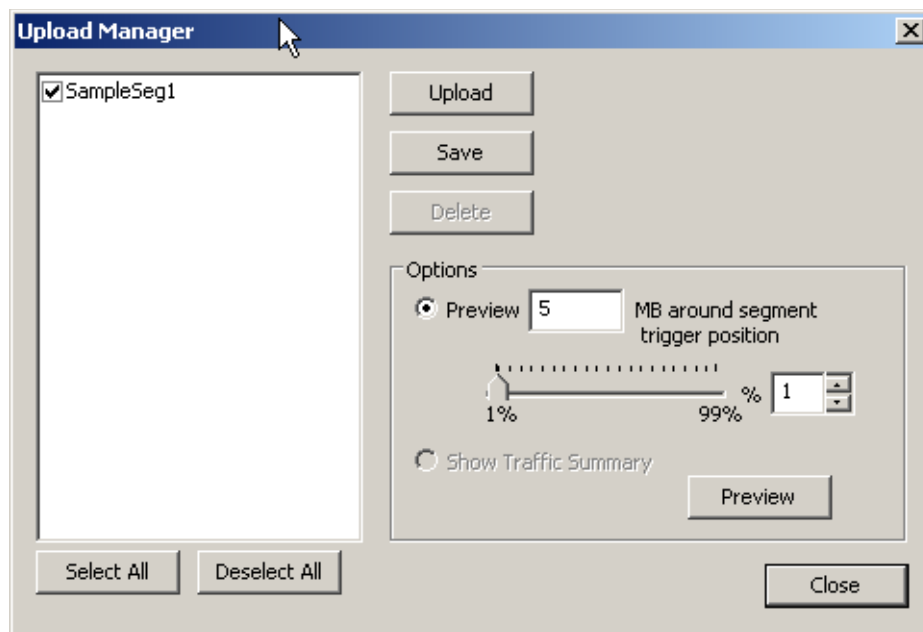 Upload Manager
SampleSeg1
Upload
Save
Delete
Options
Preview 5 MB around segment
trigger position
% 1
1% 99%
Show Traffic Summary
Preview
Select All Deselect All
Close